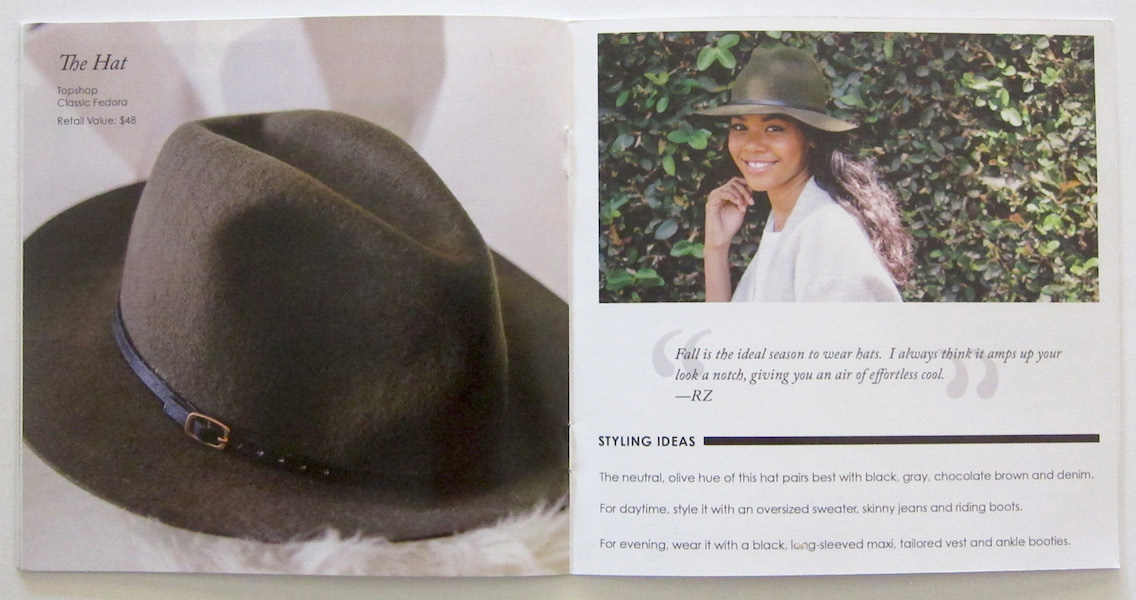 The Hat
Topshop
Classic Fedora
Retail Value: $48
“Fall is the ideal season to wear hats. I always think it amps up your
look a notch, giving you an air of effortless cool.”
—RZ
STYLING IDEAS
The neutral, olive hue of this hat pairs best with black, gray, chocolate brown and denim.
For daytime, style it with an oversized sweater, skinny jeans and riding boots.
For evening, wear it with a black, long-sleeved maxi, tailored vest and ankle booties.